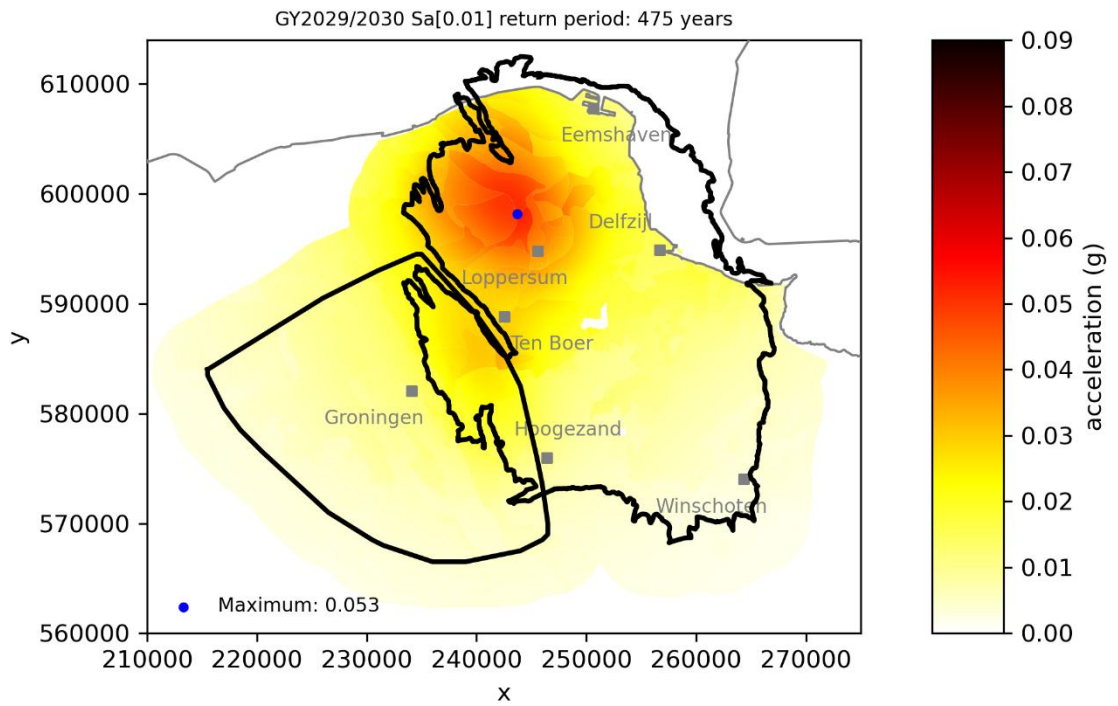 GY2029/2030 Sa[0.01] return period: 475 years
0.09
610000
0.08
Eemshaven
0.07
600000
0.06
Delfzijl
Loppersum
0.05
590000
acceleration (g)
y
Ten Boer
0.04
580000
Groningen
Hoogezand
0.03
0.02
Winschoten
570000
0.01
Maximum: 0.053
560000
0.00
210000 220000 230000 240000 250000 260000 270000
x